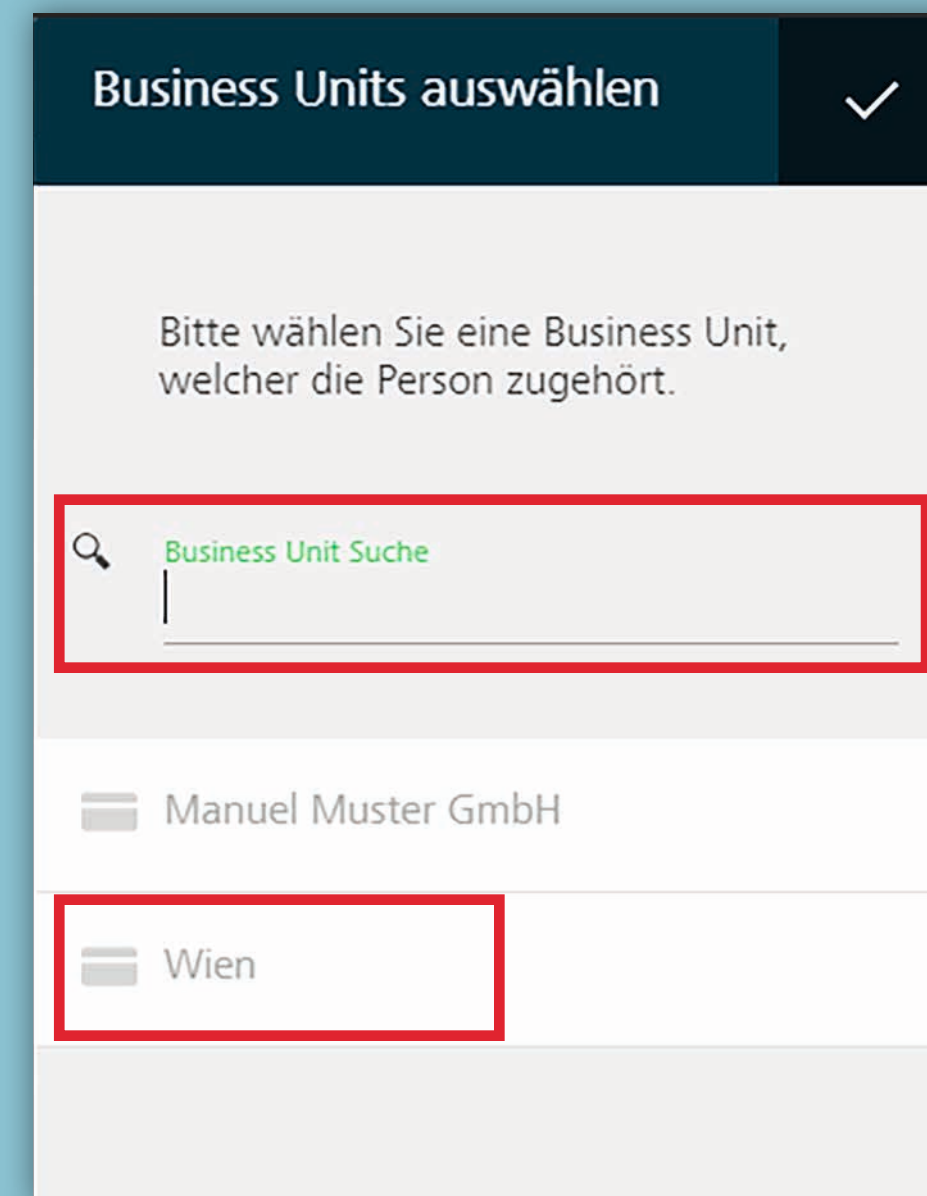 Business Units auswählen
Bitte wählen Sie eine Business Unit,
welcher die Person zugehört.
Business Unit Suche
Manuel Muster GmbH
Wien